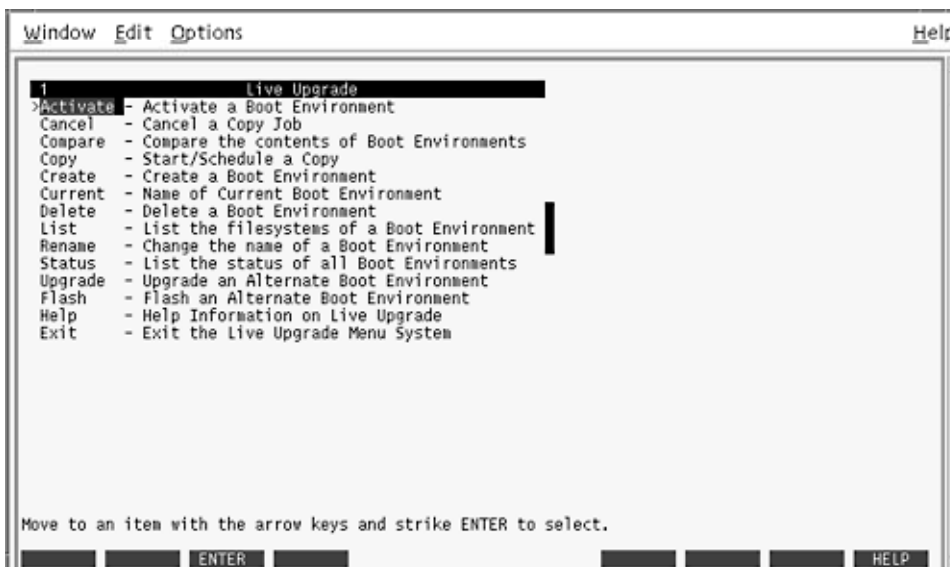 Window Edit Options Help
1 Live Upgrade
>Activate - Activate a Boot Environment
Cancel - Cancel a Copy Job
Compare - Compare the contents of Boot Environments
Copy - Start/Schedule a Copy
Create - Create a Boot Environment
Current - Name of Current Boot Environment
Delete - Delete a Boot Environment
List - List the filesystems of a Boot Environment
Rename - Change the name of a Boot Environment
Status - List the status of all Boot Environments
Upgrade - Upgrade an Alternate Boot Environment
Flash - Flash an Alternate Boot Environment
Help - Help Information on Live Upgrade
Exit - Exit the Live Upgrade Menu System
Move to an item with the arrow keys and strike ENTER to select.
ENTER HELP